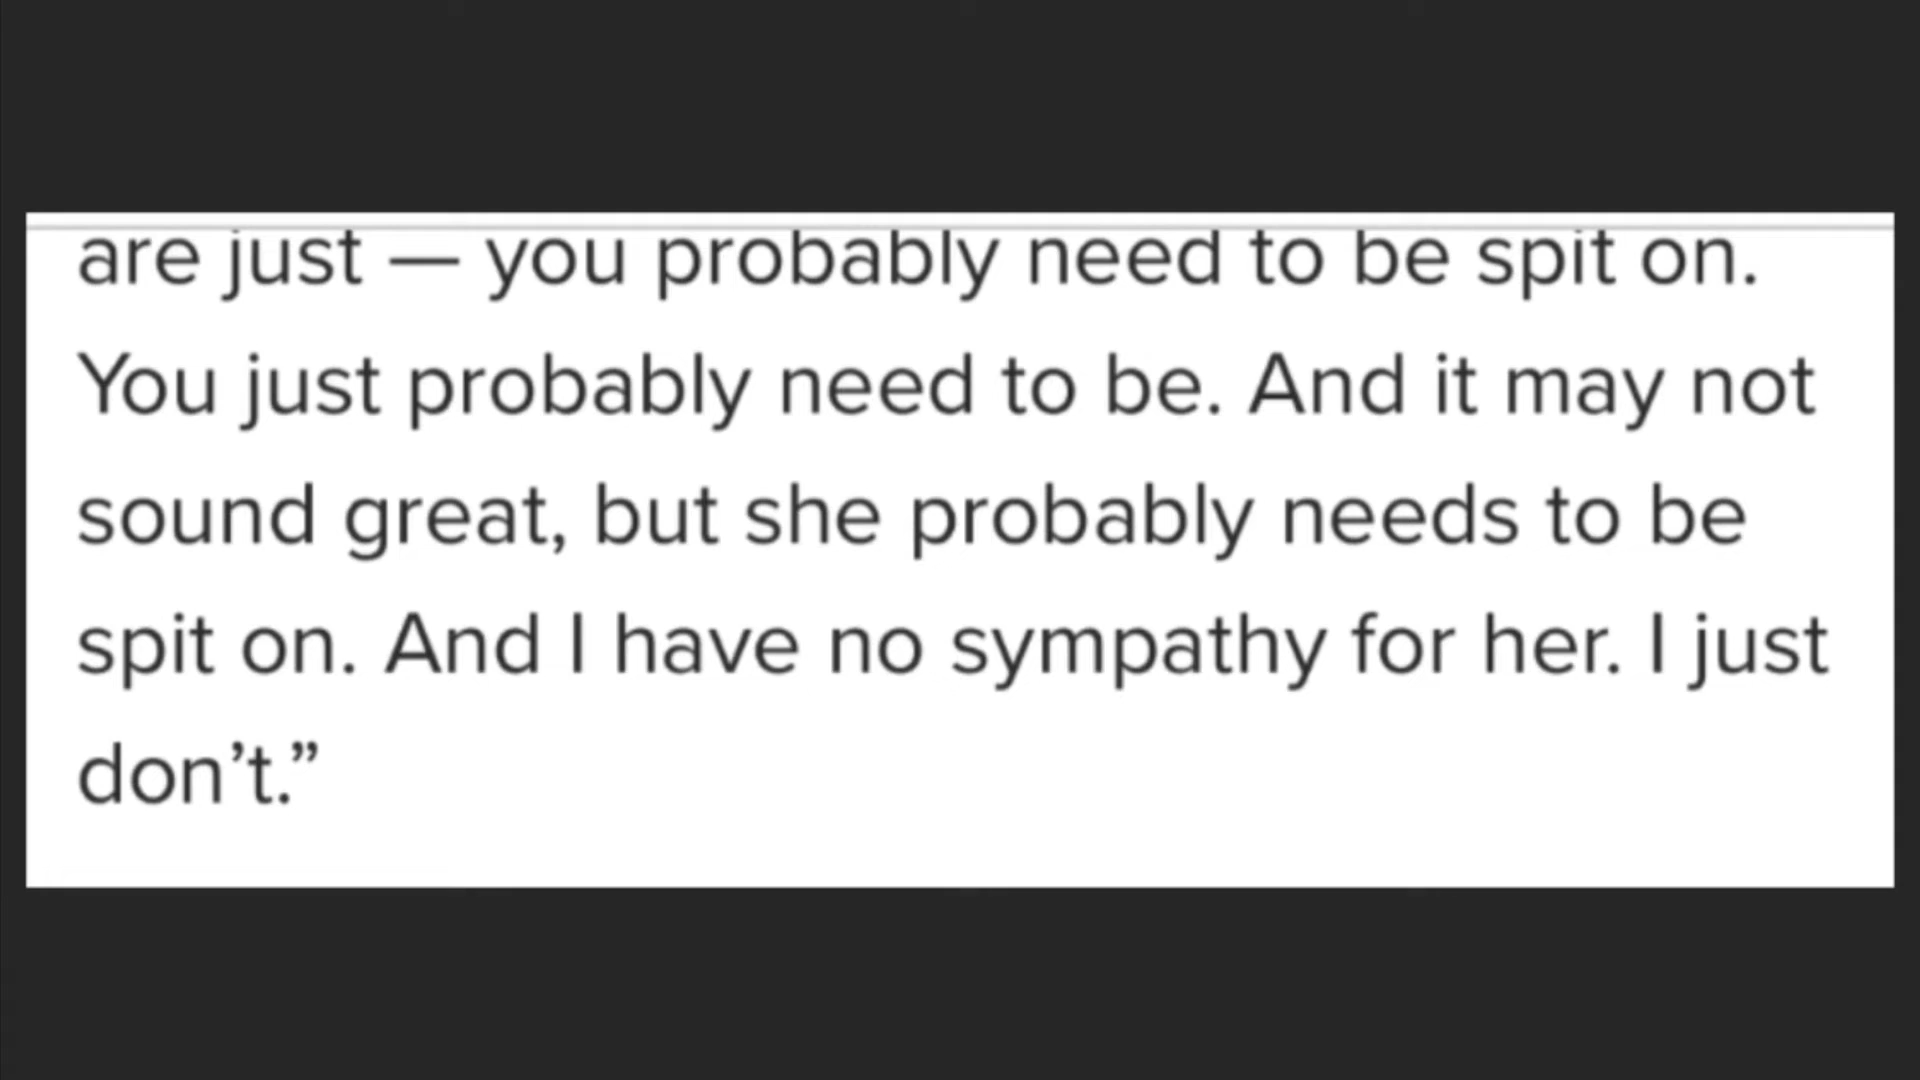 are just — you probably need to be spit on.
You just probably need to be. And it may not
sound great, but she probably needs to be
spit on. And I have no sympathy for her. I just
don’t.”